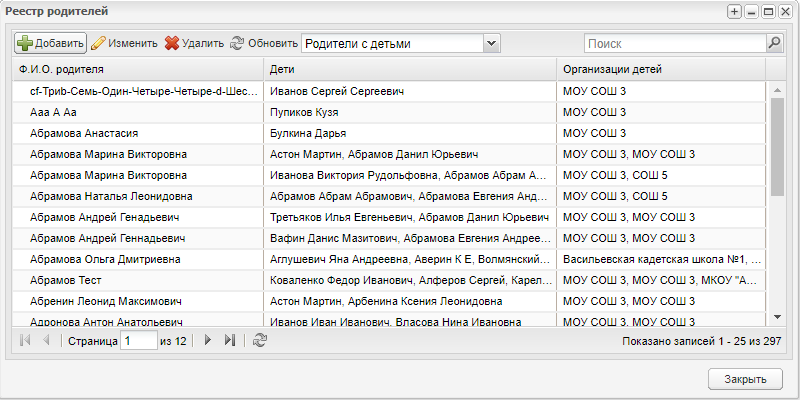 Реестр родителей
Добавить Изменить Удалить Обновить Родители с детьми Поиск
Ф.И.О. родителя Дети Организации детей
cf-Триb-Семь-Один-Четыре-Четыре-d-Шес... Иванов Сергей Сергеевич МОУ СОШ 3
Ааа А Аа Пупиков Кузя МОУ СОШ 3
Абрамова Анастасия Булкина Дарья МОУ СОШ 3
Абрамова Марина Викторовна Астон Мартин, Абрамов Данил Юрьевич МОУ СОШ 3, МОУ СОШ 3
Абрамова Марина Викторовна Иванова Виктория Рудольфовна, Абрамов Абрам А... МОУ СОШ 3, СОШ 5
Абрамова Наталья Леонидовна Абрамов Абрам Абрамович, Абрамова Евгения Анд... МОУ СОШ 3, СОШ 5
Абрамов Андрей Генадьевич Третьяков Илья Евгеньевич, Абрамов Данил Юрьевич МОУ СОШ 3, МОУ СОШ 3
Абрамов Андрей Геннадьевич Вафин Данис Мазитович, Абрамова Евгения Андрее... МОУ СОШ 3, МОУ СОШ 3
Абрамова Ольга Дмитриевна Аглушевич Яна Андреевна, Аверин К Е, Волмянский... Васильевская кадетская школа №1, ...
Абрамов Тест Коваленко Федор Иванович, Алферов Сергей, Карел... МОУ СОШ 3, МОУ СОШ 3, МКОУ "А...
Абренин Леонид Максимович Астон Мартин, Арбенина Ксения Леонидовна МОУ СОШ 3, МОУ СОШ 3
Адронова Антон Анатольевич Иванов Иван Иванович, Власова Нина Ивановна МОУ СОШ 3, МОУ СОШ 3
Страница 1 из 12 Показано записей 1 - 25 из 297
Закрыть